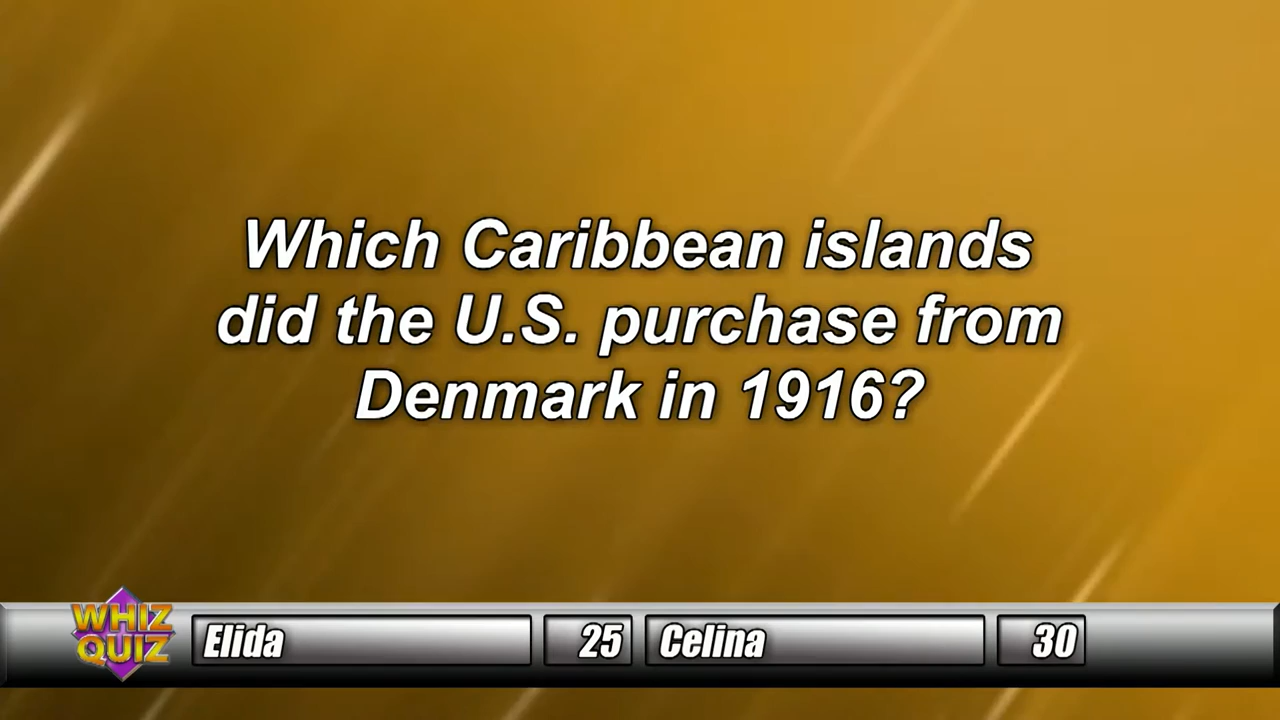 Which Caribbean islands
did the U.S. purchase from
Denmark in 1916?
WHIZ
QUIZ
Elida
25
Celina
30